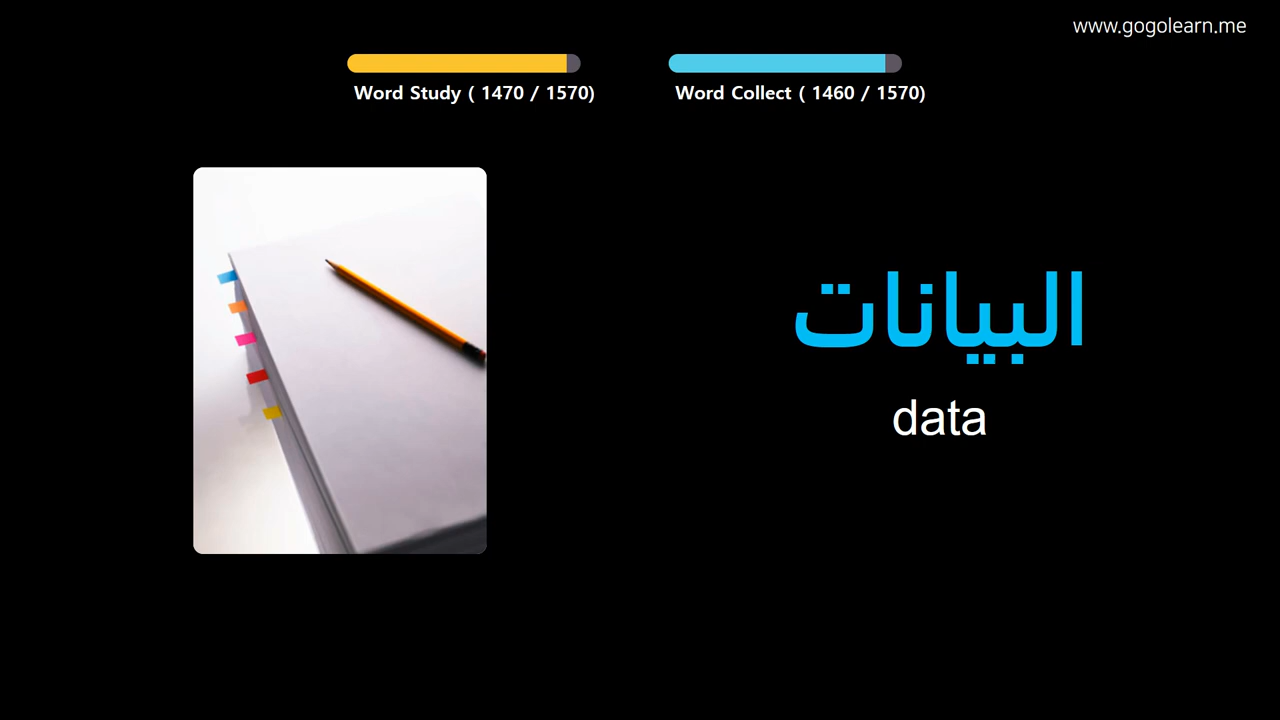 www.gogolearn.me
Word Study ( 1470 / 1570)
Word Collect ( 1460 / 1570)
البيانات
data